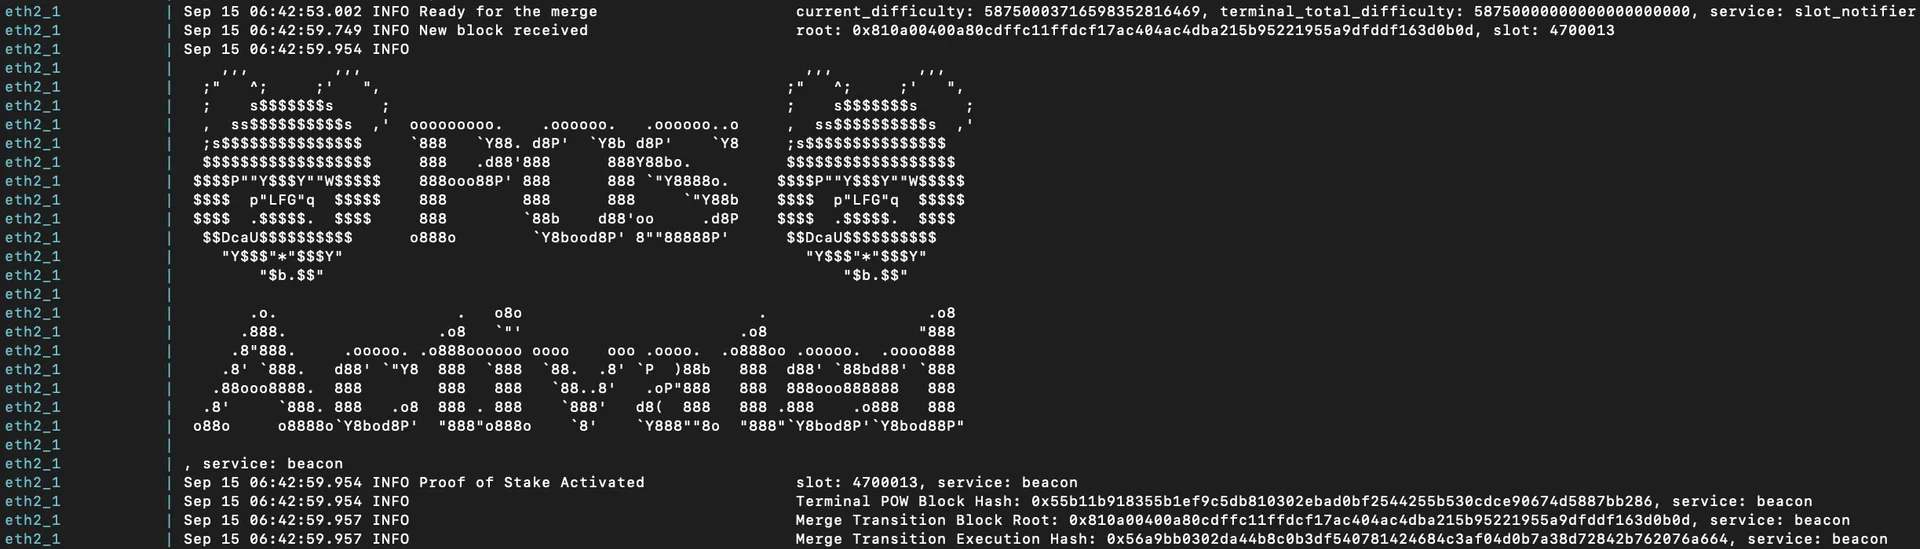 eth2_1 | Sep 15 06:42:53.002 INFO Ready for the merge current_difficulty: 58750003716598352816469, terminal_total_difficulty: 58750000000000000000000, service: slot_notifier
eth2_1 | Sep 15 06:42:59.749 INFO New block received root: 0x810a00400a80cdffc11ffdcf17ac404ac4dba215b95221955a9dfddf163d0b0d, slot: 4700013
eth2_1 | Sep 15 06:42:59.954 INFO
eth2_1 |      ,,,         ,,,                                               ,,,         ,,,
eth2_1 |    ;"   ^;     ;'   ",                                           ;"   ^;     ;'   ",
eth2_1 |    ;    s$$$$$$$s     ;                                          ;    s$$$$$$$s     ;
eth2_1 |    ,  ss$$$$$$$$$$s  ,'  ooooooooo.    .oooooo.   .oooooo..o     ,  ss$$$$$$$$$$s  ,'
eth2_1 |    ;s$$$$$$$$$$$$$$$     `888   `Y88. d8P'  `Y8b d8P'    `Y8     ;s$$$$$$$$$$$$$$$
eth2_1 |    $$$$$$$$$$$$$$$$$$     888   .d88'888      888Y88bo.          $$$$$$$$$$$$$$$$$$
eth2_1 |   $$$$P""Y$$$Y""W$$$$$    888ooo88P' 888      888 `"Y8888o.     $$$$P""Y$$$Y""W$$$$$
eth2_1 |   $$$$  p"LFG"q  $$$$$    888        888      888     `"Y88b    $$$$  p"LFG"q  $$$$$
eth2_1 |   $$$$  .$$$$$.  $$$$     888        `88b    d88'oo     .d8P    $$$$  .$$$$$.  $$$$
eth2_1 |    $$DcaU$$$$$$$$$$      o888o        `Y8bood8P' 8""88888P'      $$DcaU$$$$$$$$$$
eth2_1 |      "Y$$$"*"$$$Y"                                                 "Y$$$"*"$$$Y"
eth2_1 |          "$b.$$"                                                       "$b.$$"
eth2_1 |
eth2_1 |         .o.                    .   o8o                         .                 .o8
eth2_1 |        .888.                 .o8   `"'                       .o8                "888
eth2_1 |       .8"888.     .ooooo. .o888oooooo oooo    ooo .oooo.  .o888oo .ooooo.  .oooo888
eth2_1 |      .8' `888.   d88' `"Y8  888  `888  `88.  .8' `P  )88b   888  d88' `88bd88' `888
eth2_1 |     .88ooo8888.  888        888   888   `88..8'   .oP"888   888  888ooo888888   888
eth2_1 |    .8'     `888. 888   .o8  888 . 888    `888'   d8(  888   888 .888    .o888   888
eth2_1 |   o88o     o8888o`Y8bod8P'  "888"o888o    `8'    `Y888""8o  "888"`Y8bod8P'`Y8bod88P"
eth2_1 |
eth2_1 | , service: beacon
eth2_1 | Sep 15 06:42:59.954 INFO Proof of Stake Activated slot: 4700013, service: beacon
eth2_1 | Sep 15 06:42:59.954 INFO Terminal POW Block Hash: 0x55b11b918355b1ef9c5db810302ebad0bf2544255b530cdce90674d5887bb286, service: beacon
eth2_1 | Sep 15 06:42:59.957 INFO Merge Transition Block Root: 0x810a00400a80cdffc11ffdcf17ac404ac4dba215b95221955a9dfddf163d0b0d, service: beacon
eth2_1 | Sep 15 06:42:59.957 INFO Merge Transition Execution Hash: 0x56a9bb0302da44b8c0b3df540781424684c3af04d0b7a38d72842b762076a664, service: beacon